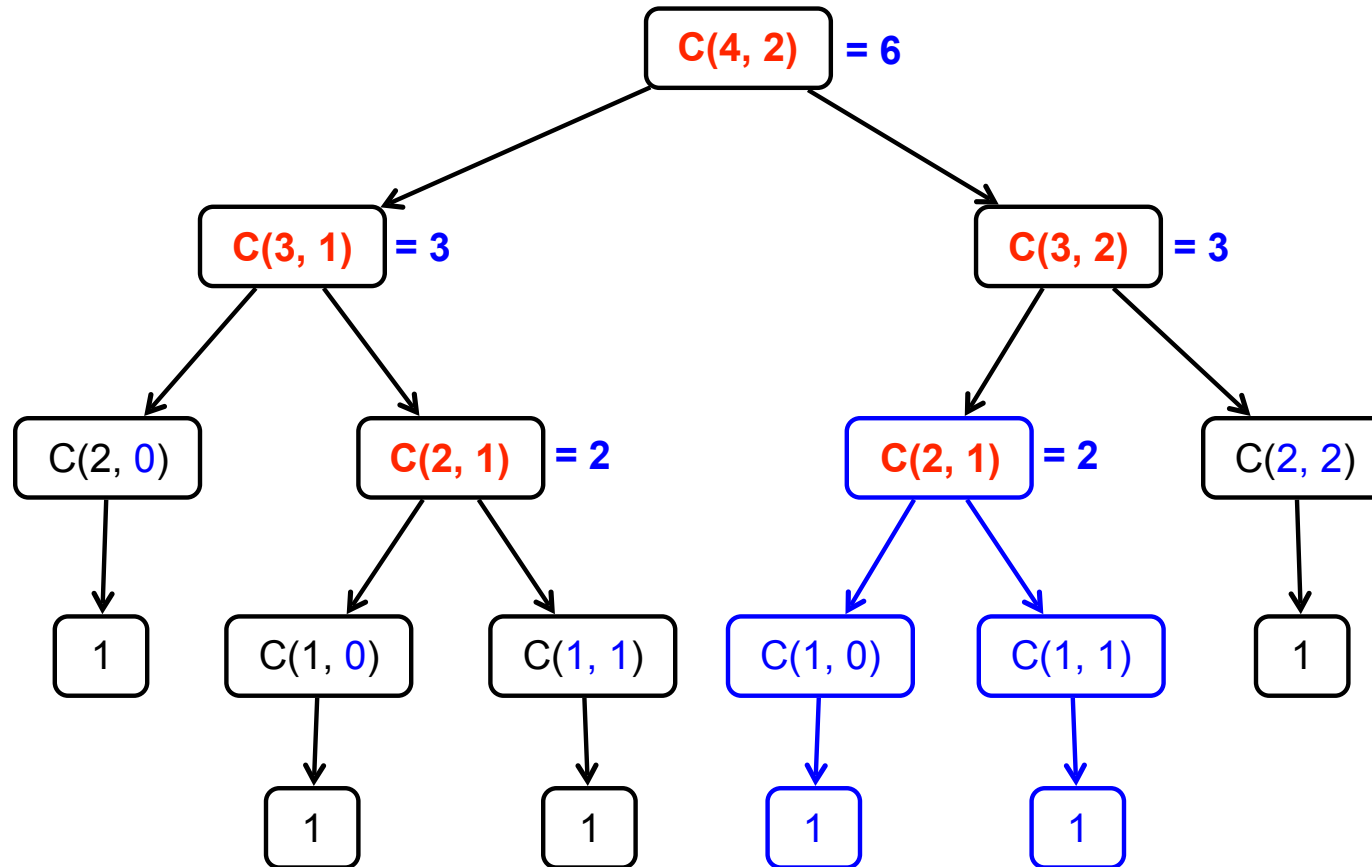 C(4, 2) = 6
C(3, 1) = 3 C(3, 2) = 3
C(2, 0) C(2, 1) = 2 C(2, 1) = 2 C(2, 2)
1 C(1, 0) C(1, 1) C(1, 0) C(1, 1) 1
1 1 1 1